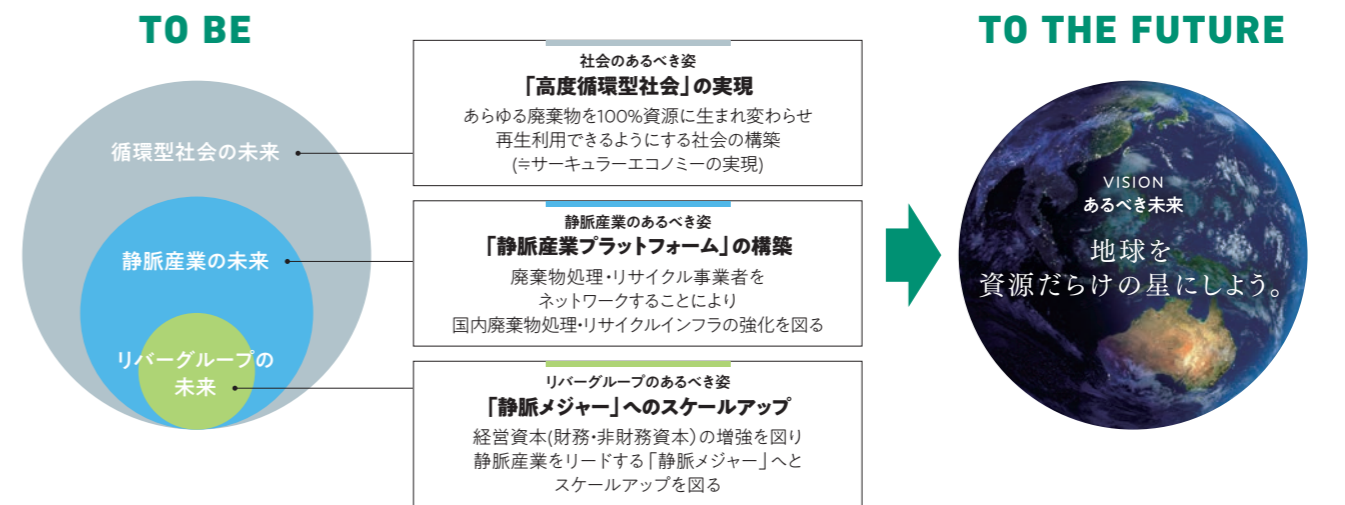 TO BE
循環型社会の未来
静脈産業の未来
リバーグループの
未来
社会のあるべき姿
「高度循環型社会」の実現
あらゆる廃棄物を100%資源に生まれ変わらせ
再生利用できるようにする社会の構築
(≒サーキュラーエコノミーの実現)
静脈産業のあるべき姿
「静脈産業プラットフォーム」の構築
廃棄物処理・リサイクル事業者を
ネットワークすることにより
国内廃棄物処理・リサイクルインフラの強化を図る
リバーグループのあるべき姿
「静脈メジャー」へのスケールアップ
経営資本(財務・非財務資本)の増強を図り
静脈産業をリードする「静脈メジャー」へと
スケールアップを図る
TO THE FUTURE
VISION
あるべき未来
地球を
資源だらけの星にしよう。